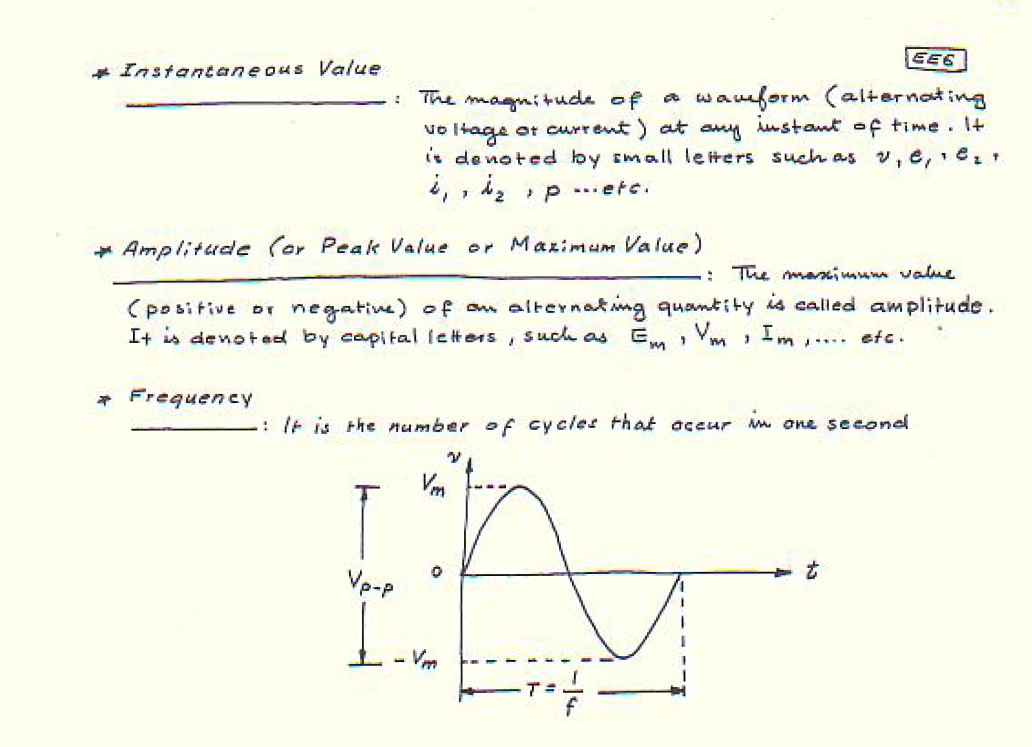 EE6
* Instantaneous Value
: The magnitude of a waveform (alternating
voltage or current) at any instant of time. It
is denoted by small letters such as v, e₁, e₂,
i₁, i₂, p ...etc.
* Amplitude (or Peak Value or Maximum Value)
: The maximum value
(positive or negative) of an alternating quantity is called amplitude.
It is denoted by capital letters, such as Em, Vm, Im,.... etc.
* Frequency
: It is the number of cycles that occur in one second
v
Vm
0
t
Vp-p
-Vm
T = 1/f